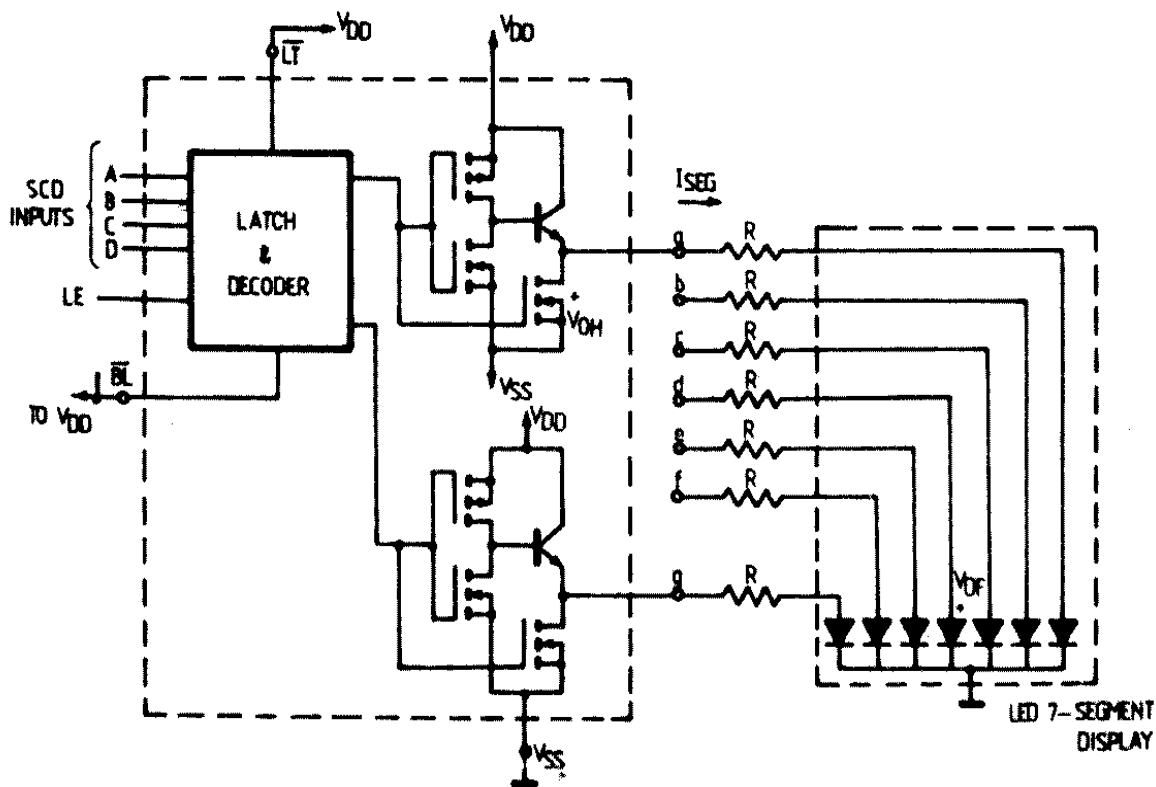 VDD
LT
VDD
SCD
INPUTS
A
B
C
D
LATCH
&
DECODER
LE
BL
TO VDD
ISEG
a
R
b
R
c
R
d
R
e
R
f
R
g
R
VOH
VSS
VDD
VSS
VDF
LED 7-SEGMENT
DISPLAY